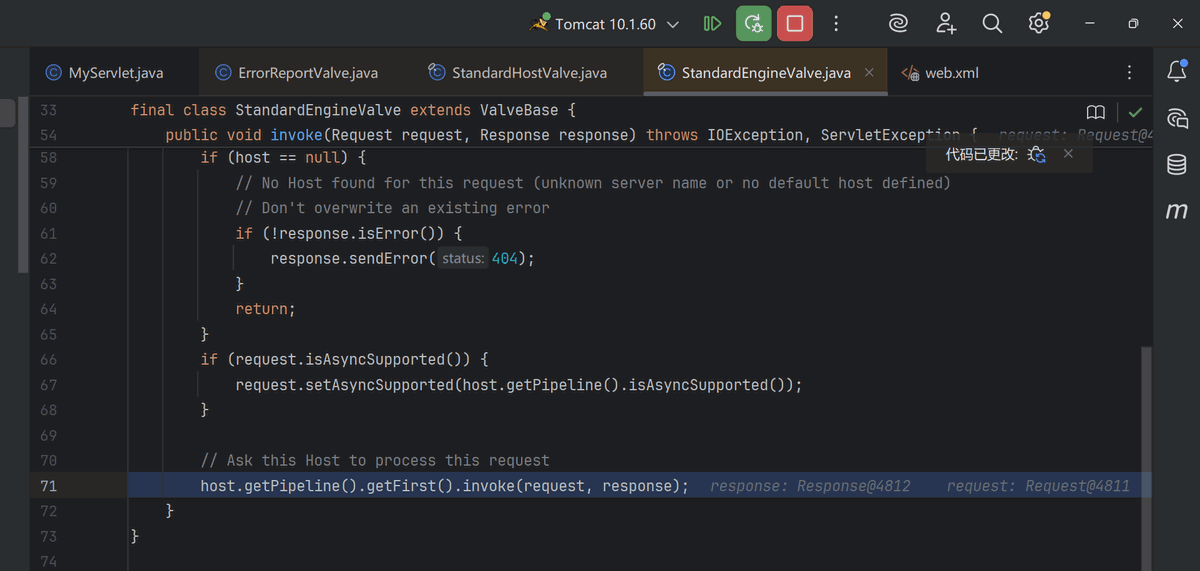 Tomcat 10.1.60
MyServlet.java ErrorReportValve.java StandardHostValve.java StandardEngineValve.java web.xml
33 final class StandardEngineValve extends ValveBase {
54 public void invoke(Request request, Response response) throws IOException, ServletException { request: Request@4
代码已更改:
58 if (host == null) {
59 // No Host found for this request (unknown server name or no default host defined)
60 // Don't overwrite an existing error
61 if (!response.isError()) {
62 response.sendError( status: 404);
63 }
64 return;
65 }
66 if (request.isAsyncSupported()) {
67 request.setAsyncSupported(host.getPipeline().isAsyncSupported());
68 }
69
70 // Ask this Host to process this request
71 host.getPipeline().getFirst().invoke(request, response); response: Response@4812 request: Request@4811
72 }
73 }
74
m